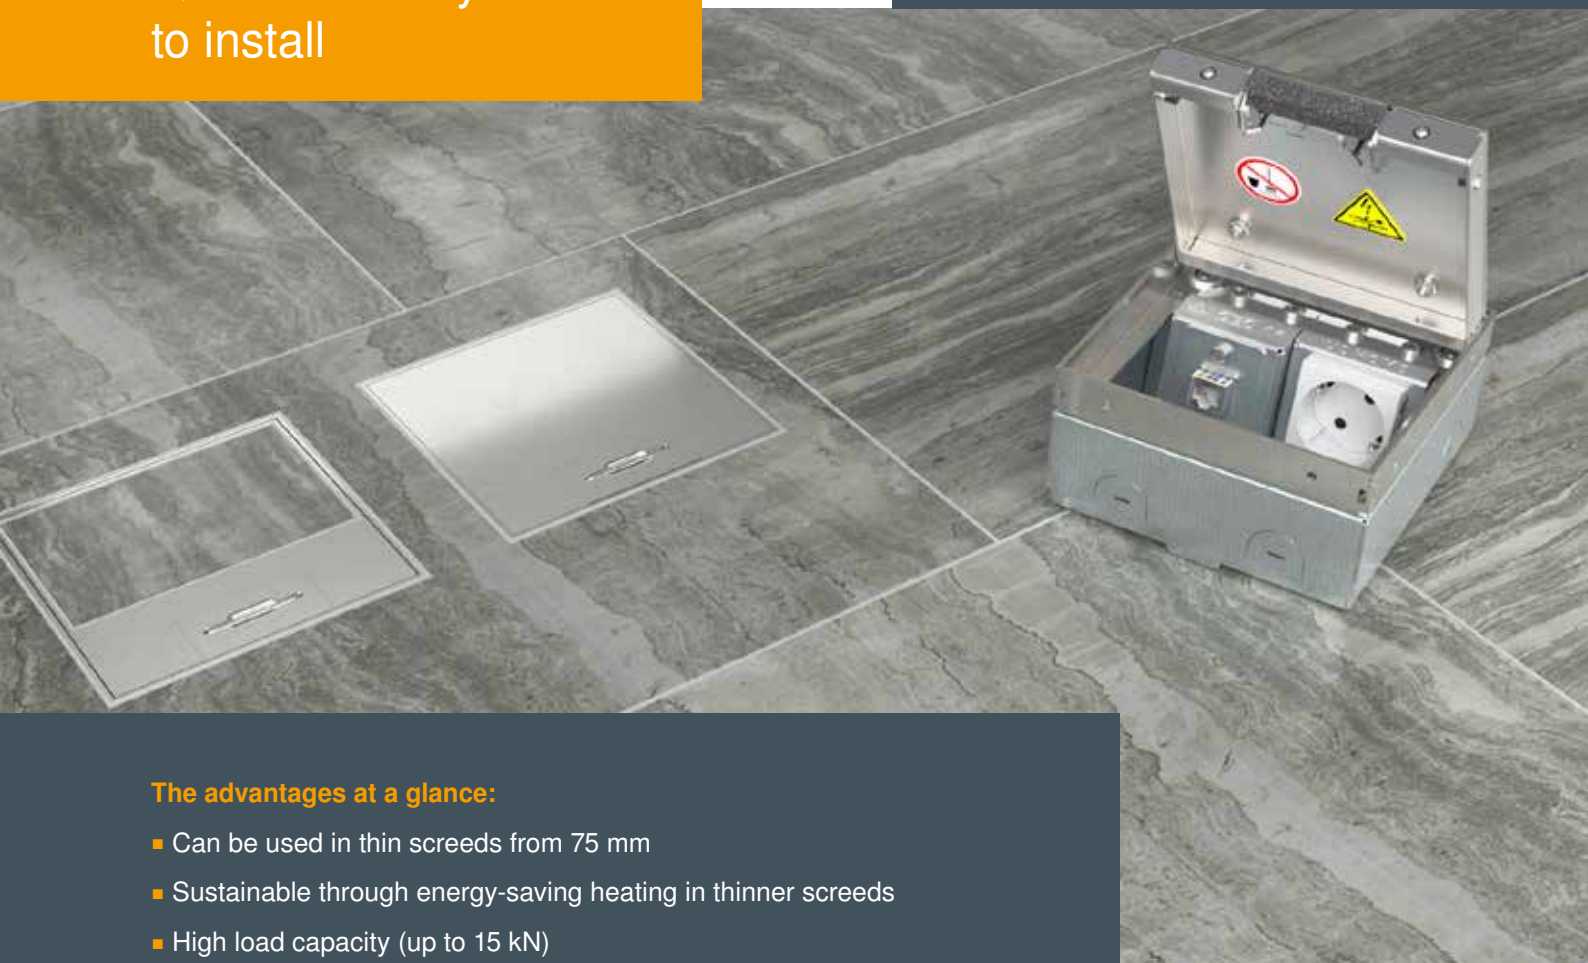 to install
The advantages at a glance:
Can be used in thin screeds from 75 mm
Sustainable through energy-saving heating in thinner screeds
High load capacity (up to 15 kN)